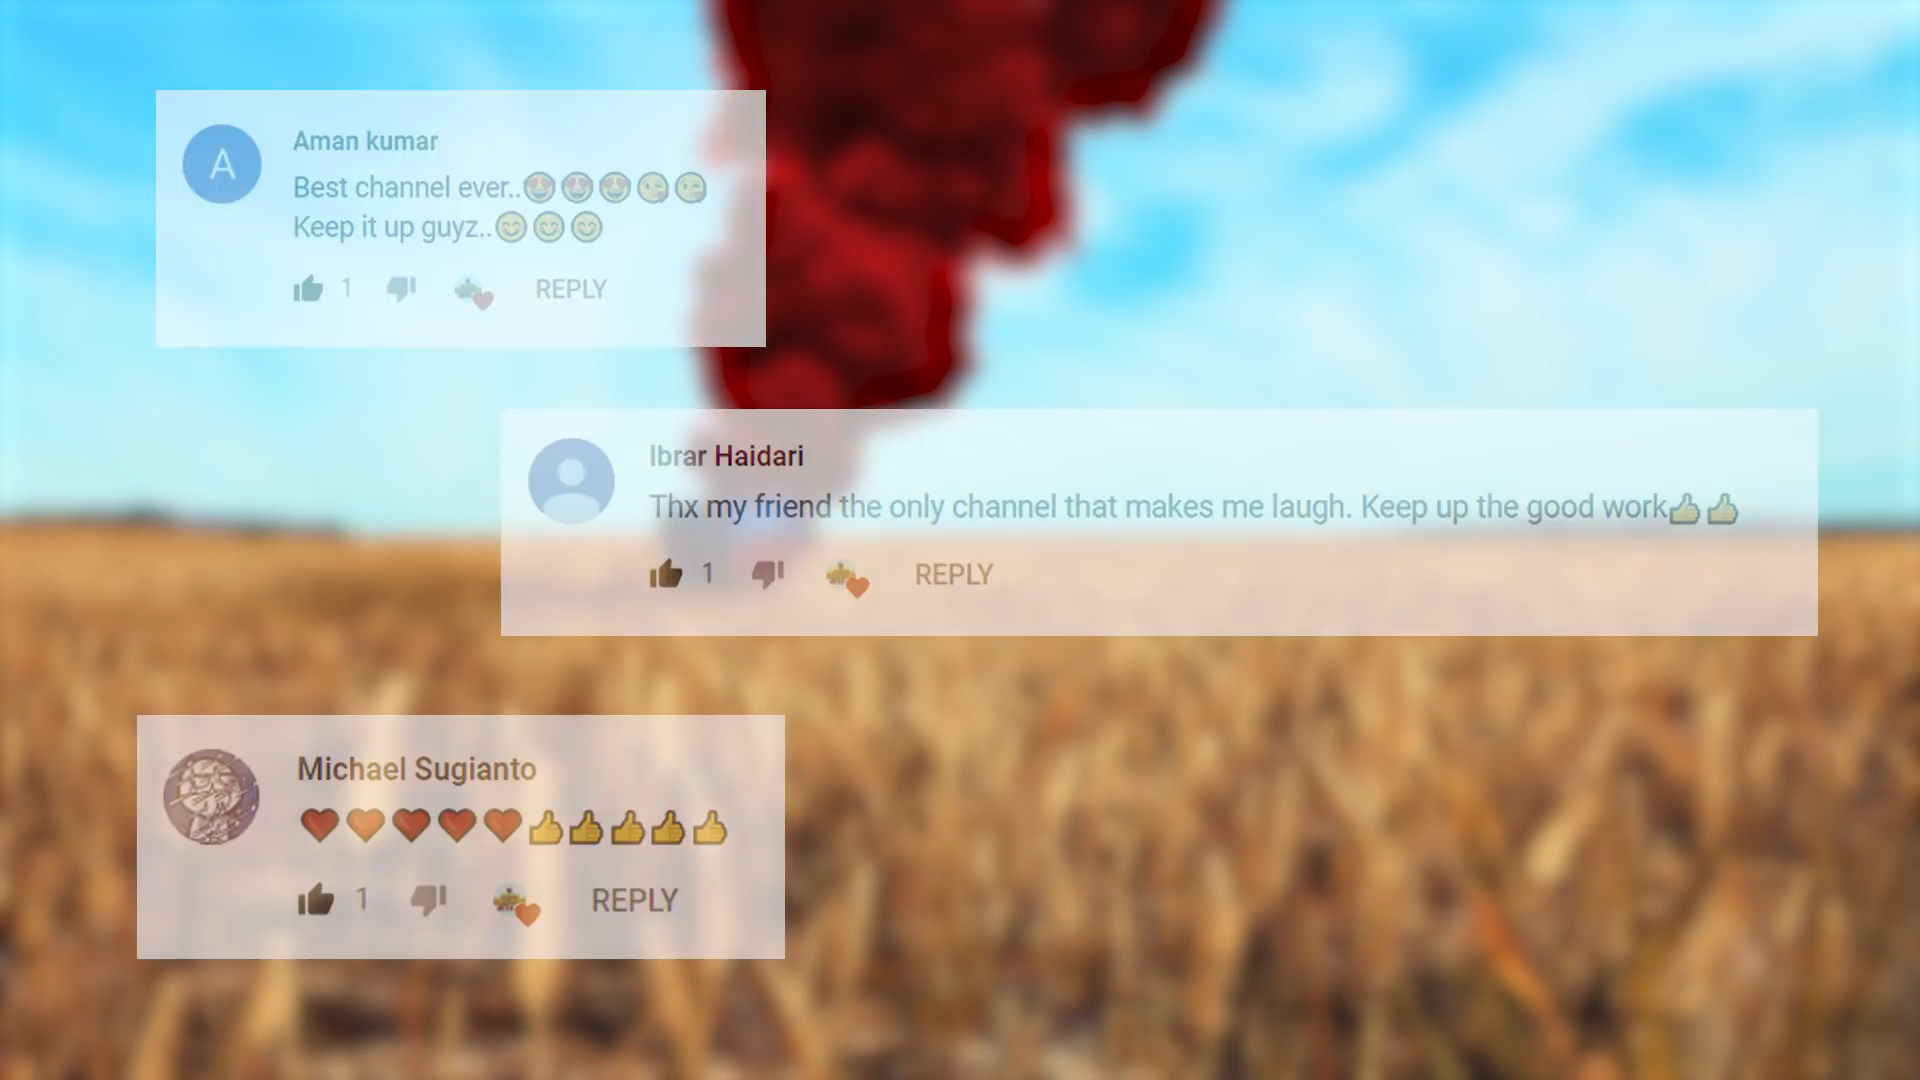 A
Aman kumar
Best channel ever..😍😍😍😘😘
Keep it up guyz..😊😊😊
1 REPLY
Ibrar Haidari
Thx my friend the only channel that makes me laugh. Keep up the good work👍👍
1 REPLY
Michael Sugianto
❤❤❤❤❤👍👍👍👍👍
1 REPLY